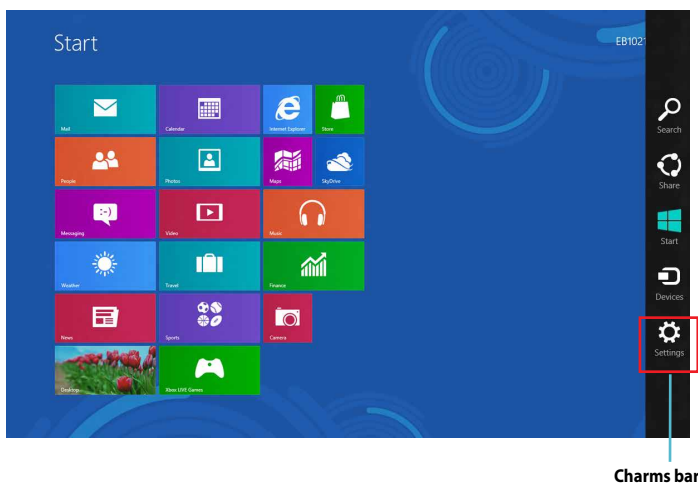 Start
EB1021
Search
Share
Start
Devices
Settings
Mail
Calendar
Internet Explorer
Store
People
Photos
Maps
SkyDrive
Messaging
:-)
Video
Music
Weather
Travel
Finance
News
Sports
Camera
Desktop
Xbox LIVE Games
Charms bar